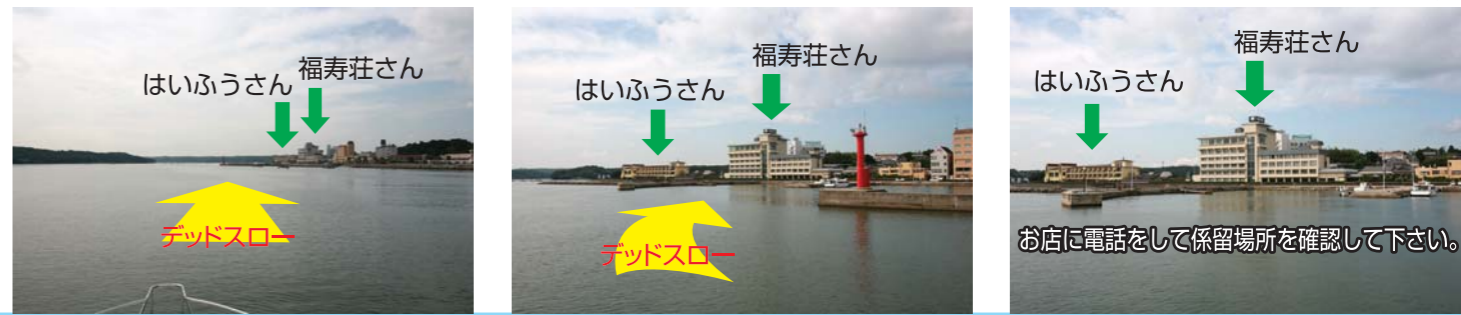 はいふうさん
福寿荘さん
デッドスロー
はいふうさん
福寿荘さん
デッドスロー
はいふうさん
福寿荘さん
お店に電話をして係留場所を確認して下さい。